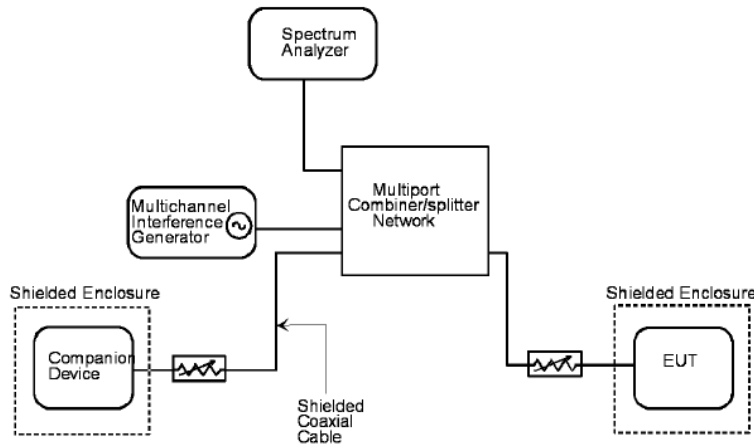 Spectrum
Analyzer
Multiport
Combiner/splitter
Network
Multichannel
Interference
Generator
Shielded Enclosure
Companion
Device
Shielded
Coaxial
Cable
Shielded Enclosure
EUT